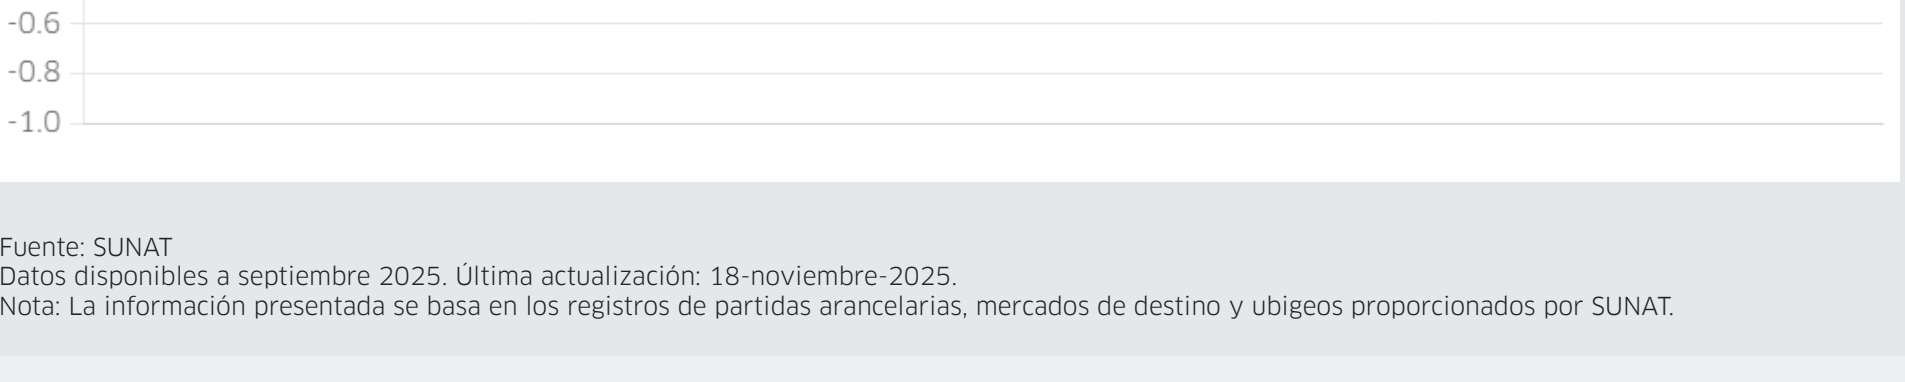 -0.6
-0.8
-1.0
Fuente: SUNAT
Datos disponibles a septiembre 2025. Última actualización: 18-noviembre-2025.
Nota: La información presentada se basa en los registros de partidas arancelarias, mercados de destino y ubigeos proporcionados por SUNAT.